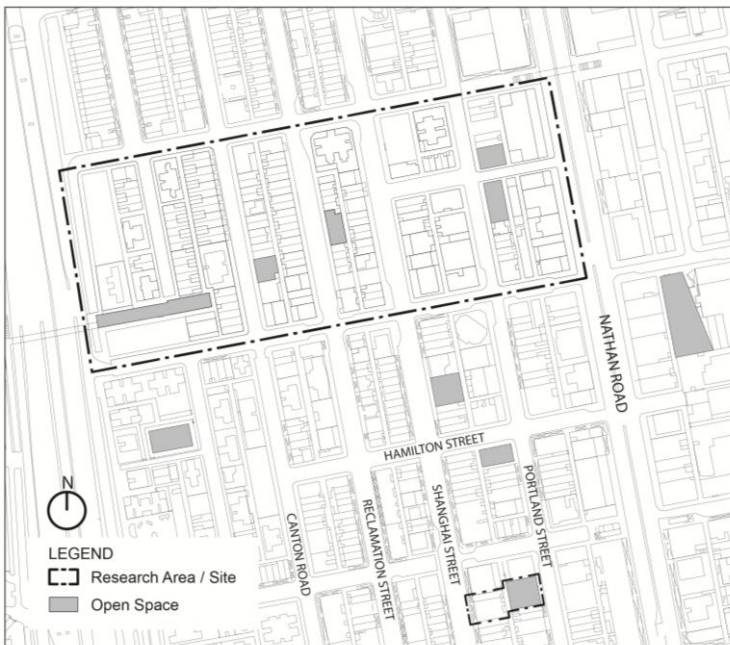 NATHAN ROAD
HAMILTON STREET
PORTLAND STREET
SHANGHAI STREET
RECLAMATION STREET
CANTON ROAD
N
LEGEND
Research Area / Site
Open Space